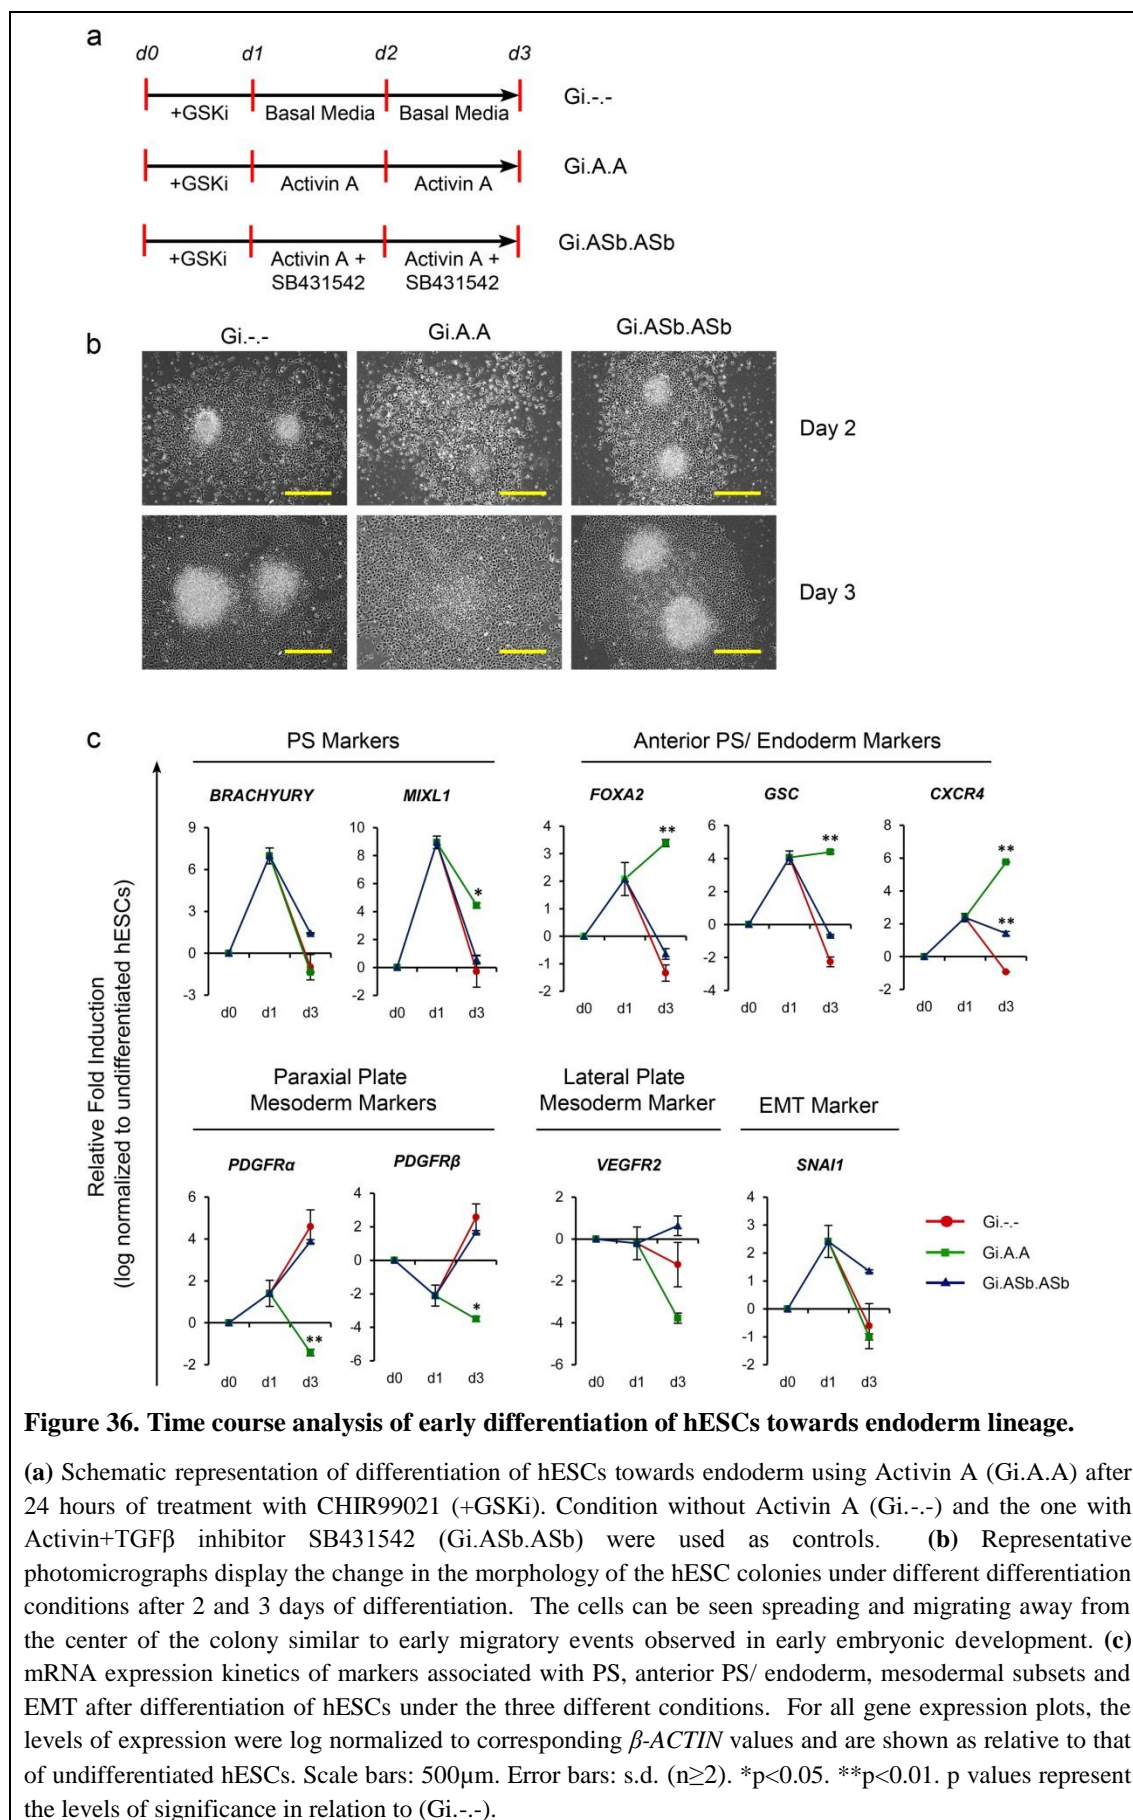 a
d0 d1 d2 d3
+GSKi Basal Media Basal Media Gi.-.-
+GSKi Activin A Activin A Gi.A.A
+GSKi Activin A + Activin A + Gi.ASb.ASb
SB431542 SB431542
b
Gi.-.- Gi.A.A Gi.ASb.ASb
Day 2
Day 3
c
Relative Fold Induction
(log normalized to undifferentiated hESCs)
PS Markers Anterior PS/ Endoderm Markers
BRACHYURY MIXL1 FOXA2 GSC CXCR4
BRACHYURY
9
6
3
0
-3
d0 d1 d3
MIXL1
10
8
6
4
2
0
-2
*
d0 d1 d3
4
3
2
1
0
-1
-2
**
d0 d1 d3
6
4
2
0
-2
-4
**
d0 d1 d3
8
6
4
2
0
-2
**
**
d0 d1 d3
Paraxial Plate
Mesoderm Markers
Lateral Plate
Mesoderm Marker
EMT Marker
PDGFRα PDGFRβ VEGFR2 SNAI1
6
4
2
0
-2
**
d0 d1 d3
4
2
0
-2
-4
-6
*
d0 d1 d3
2
0
-2
-4
-6
d0 d1 d3
4
3
2
1
0
-1
-2
d0 d1 d3
Gi.-.-
Gi.A.A
Gi.ASb.ASb
Figure 36. Time course analysis of early differentiation of hESCs towards endoderm lineage.
(a) Schematic representation of differentiation of hESCs towards endoderm using Activin A (Gi.A.A) after
24 hours of treatment with CHIR99021 (+GSKi). Condition without Activin A (Gi.-.-) and the one with
Activin+TGFβ inhibitor SB431542 (Gi.ASb.ASb) were used as controls. (b) Representative
photomicrographs display the change in the morphology of the hESC colonies under different differentiation
conditions after 2 and 3 days of differentiation. The cells can be seen spreading and migrating away from
the center of the colony similar to early migratory events observed in early embryonic development. (c)
mRNA expression kinetics of markers associated with PS, anterior PS/ endoderm, mesodermal subsets and
EMT after differentiation of hESCs under the three different conditions. For all gene expression plots, the
levels of expression were log normalized to corresponding β-ACTIN values and are shown as relative to that
of undifferentiated hESCs. Scale bars: 500μm. Error bars: s.d. (n≥2). *p<0.05. **p<0.01. p values represent
the levels of significance in relation to (Gi.-.-).